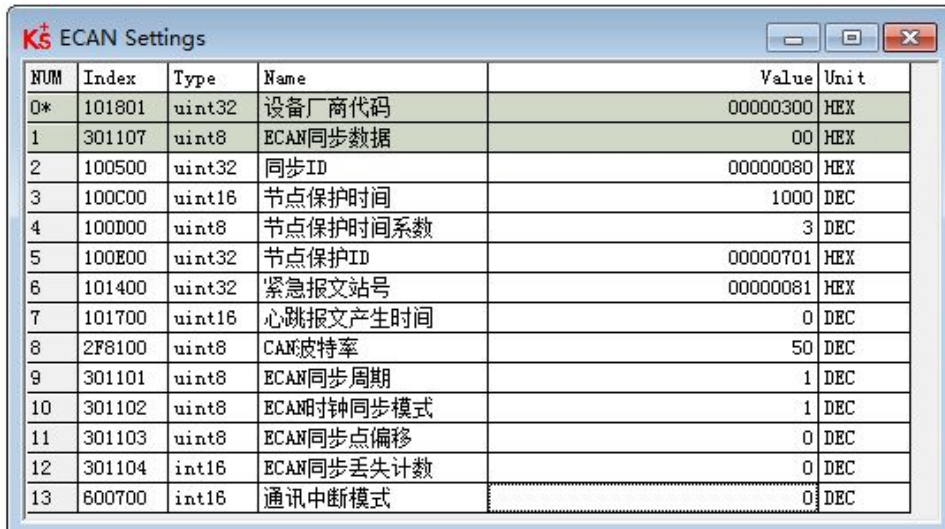 Ks ECAN Settings
NUM Index Type Name Value Unit
0* 101801 uint32 设备厂商代码 00000300 HEX
1 301107 uint8 ECAN同步数据 00 HEX
2 100500 uint32 同步ID 00000080 HEX
3 100C00 uint16 节点保护时间 1000 DEC
4 100D00 uint8 节点保护时间系数 3 DEC
5 100E00 uint32 节点保护ID 00000701 HEX
6 101400 uint32 紧急报文站号 00000081 HEX
7 101700 uint16 心跳报文产生时间 0 DEC
8 2F8100 uint8 CAN波特率 50 DEC
9 301101 uint8 ECAN同步周期 1 DEC
10 301102 uint8 ECAN时钟同步模式 1 DEC
11 301103 uint8 ECAN同步点偏移 0 DEC
12 301104 int16 ECAN同步丢失计数 0 DEC
13 600700 int16 通讯中断模式 0 DEC